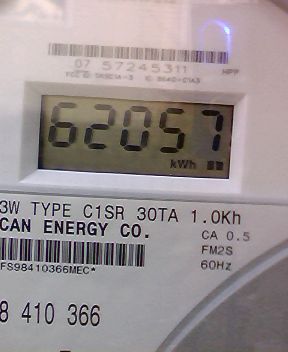 07 57245311
62057
kWh
3W TYPE C1SR 30TA 1.0Kh
CAN ENERGY CO.
CA 0.5
FM2S
60Hz
FS98410366MEC*
8 410 366